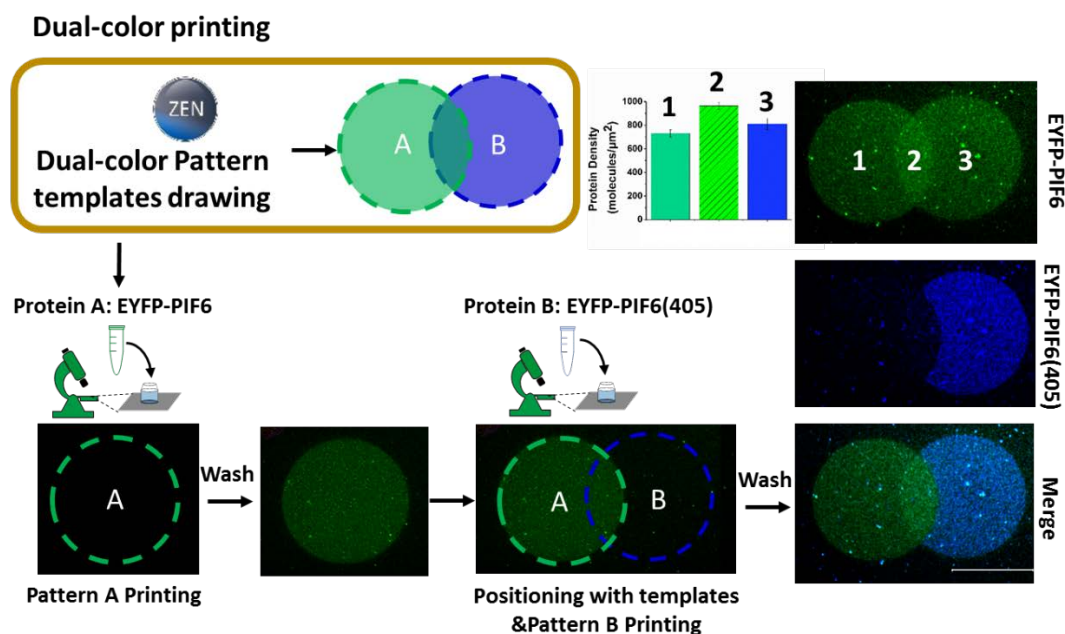 Dual-color printing
ZEN
Dual-color Pattern
templates drawing
A
B
Protein Density
(molecules/μm²)
1000
800
600
400
200
0
1
2
3
1
2
3
EYFP-PIF6
EYFP-PIF6(405)
Merge
Protein A: EYFP-PIF6
Protein B: EYFP-PIF6(405)
A
Wash
A
B
Wash
Pattern A Printing
Positioning with templates
&Pattern B Printing